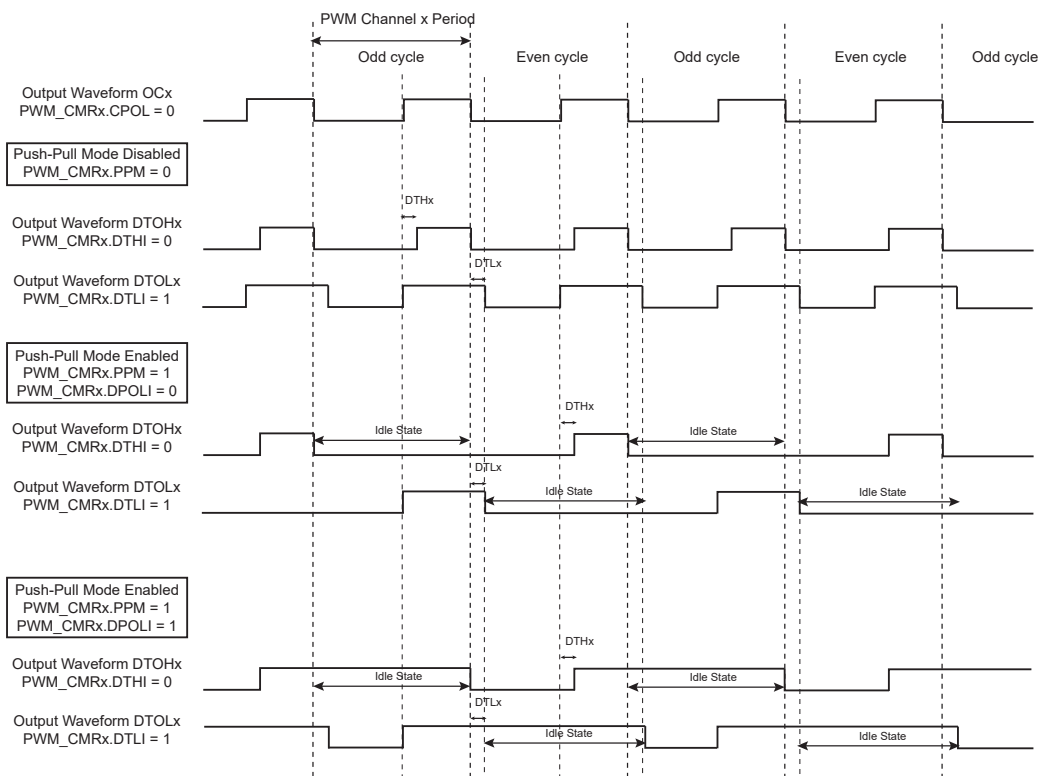 PWM Channel x Period
Odd cycle Even cycle Odd cycle Even cycle Odd cycle
Output Waveform OCx
PWM_CMRx.CPOL = 0
Push-Pull Mode Disabled
PWM_CMRx.PPM = 0
DTHx
Output Waveform DTOHx
PWM_CMRx.DTHI = 0
DTLx
Output Waveform DTOLx
PWM_CMRx.DTLI = 1
Push-Pull Mode Enabled
PWM_CMRx.PPM = 1
PWM_CMRx.DPOLI = 0
DTHx
Output Waveform DTOHx
PWM_CMRx.DTHI = 0
Idle State Idle State
DTLx
Output Waveform DTOLx
PWM_CMRx.DTLI = 1
Idle State Idle State
Push-Pull Mode Enabled
PWM_CMRx.PPM = 1
PWM_CMRx.DPOLI = 1
DTHx
Output Waveform DTOHx
PWM_CMRx.DTHI = 0
Idle State Idle State
DTLx
Output Waveform DTOLx
PWM_CMRx.DTLI = 1
Idle State Idle State